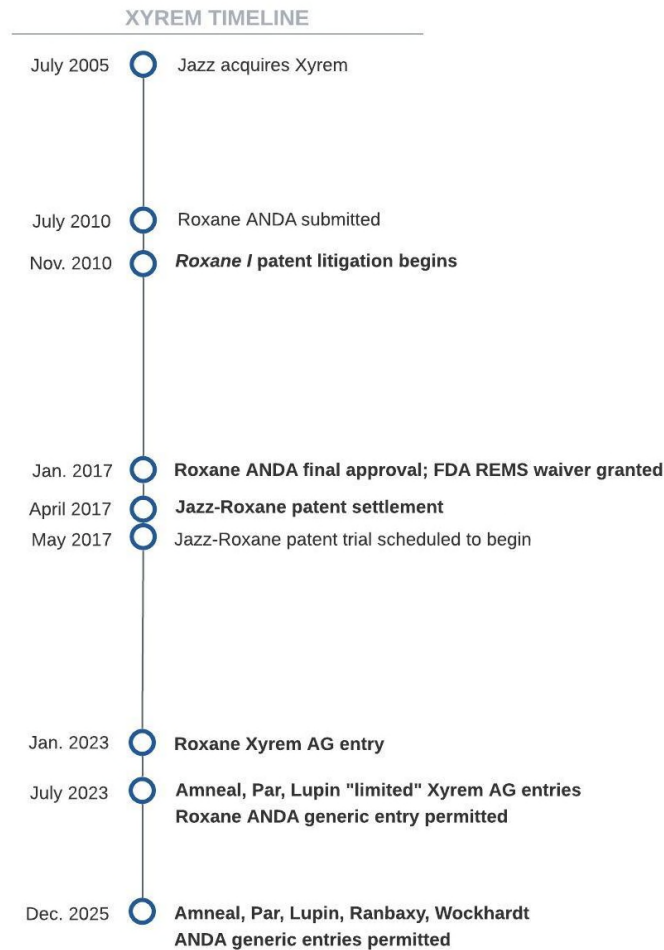 XYREM TIMELINE
July 2005 Jazz acquires Xyrem
July 2010 Roxane ANDA submitted
Nov. 2010 Roxane I patent litigation begins
Jan. 2017 Roxane ANDA final approval; FDA REMS waiver granted
April 2017 Jazz-Roxane patent settlement
May 2017 Jazz-Roxane patent trial scheduled to begin
Jan. 2023 Roxane Xyrem AG entry
July 2023 Amneal, Par, Lupin "limited" Xyrem AG entries
Roxane ANDA generic entry permitted
Dec. 2025 Amneal, Par, Lupin, Ranbaxy, Wockhardt
ANDA generic entries permitted